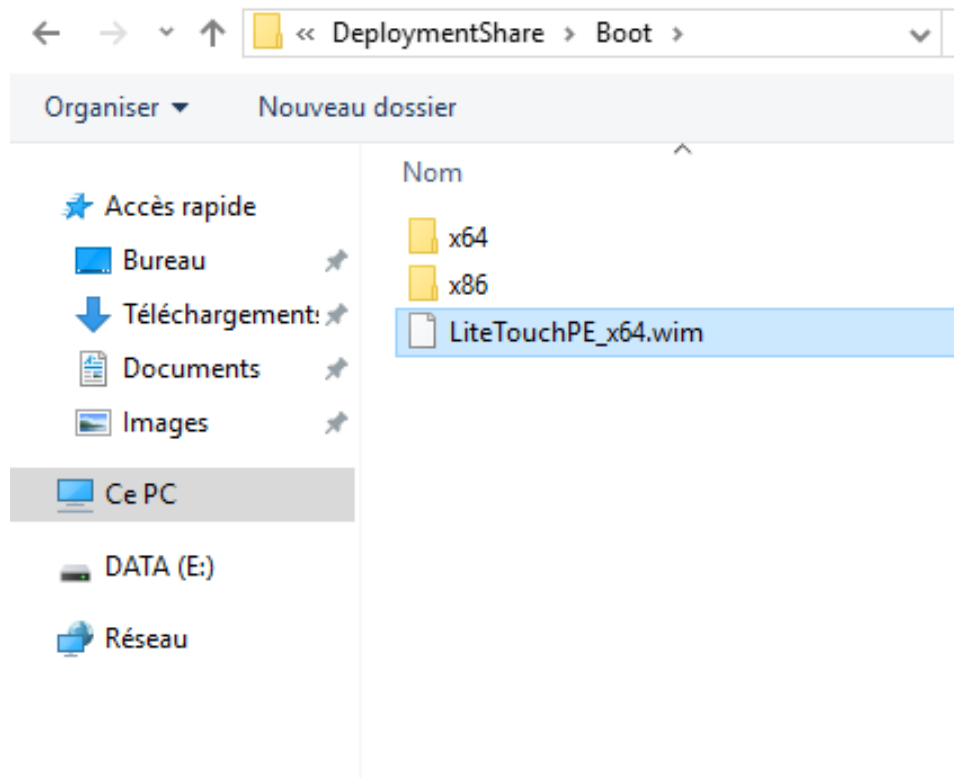 « DeploymentShare > Boot >
Organiser Nouveau dossier
Nom
Accès rapide
Bureau
Téléchargement:
Documents
Images
Ce PC
DATA (E:)
Réseau
x64
x86
LiteTouchPE_x64.wim